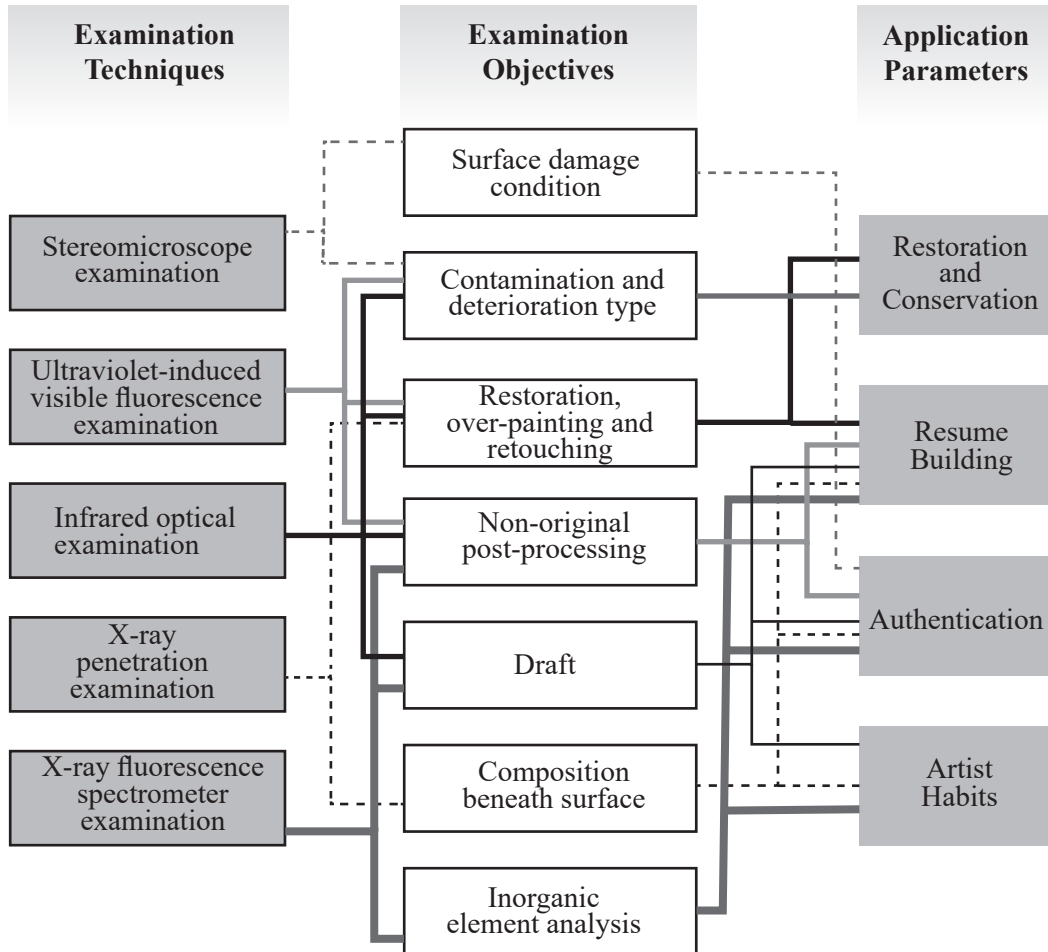 Examination
Techniques
Examination
Objectives
Application
Parameters
Stereomicroscope
examination
Ultraviolet-induced
visible fluorescence
examination
Infrared optical
examination
X-ray
penetration
examination
X-ray fluorescence
spectrometer
examination
Surface damage
condition
Contamination and
deterioration type
Restoration,
over-painting and
retouching
Non-original
post-processing
Draft
Composition
beneath surface
Inorganic
element analysis
Restoration
and
Conservation
Resume
Building
Authentication
Artist
Habits